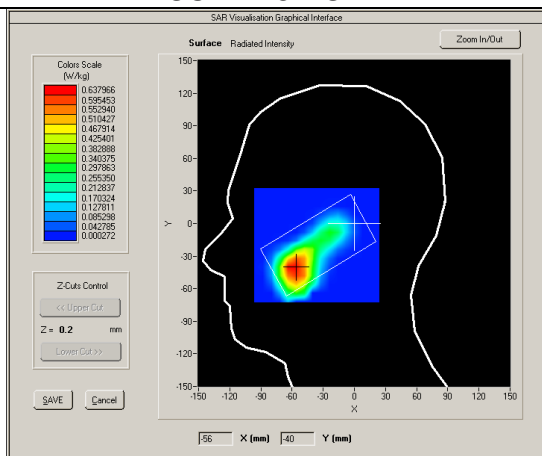 SAR Visualisation Graphical Interface
Surface Radiated Intensity
Zoom In/Out
Colors Scale
(W/kg)
0.637966
0.595453
0.552940
0.510427
0.467914
0.425401
0.382888
0.340375
0.297863
0.255350
0.212837
0.170324
0.127811
0.085298
0.042785
0.000272
Z-Cuts Control
<< Upper Cut
Z = 0.2 mm
Lower Cut >>
SAVE Cancel
150-
120-
90-
60-
30-
Y 0-
-30-
-60-
-90-
-120-
-150-
-150 -120 -90 -60 -30 0 30 60 90 120 150
X
-56 X (mm) -40 Y (mm)